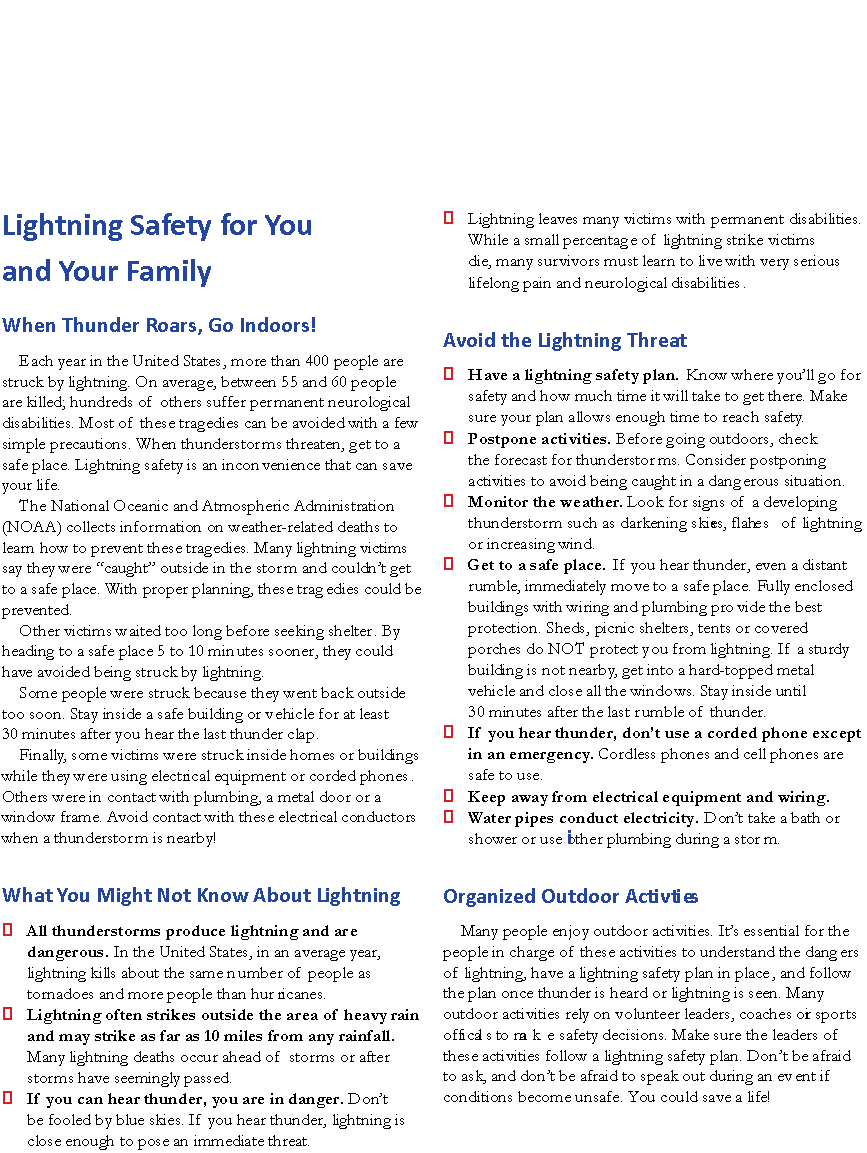 Lightning Safety for You
and Your Family
When Thunder Roars, Go Indoors!
Each year in the United States, more than 400 people are
struck by lightning. On average, between 55 and 60 people
are killed; hundreds of others suffer permanent neurological
disabilities. Most of these tragedies can be avoided with a few
simple precautions. When thunderstorms threaten, get to a
safe place. Lightning safety is an inconvenience that can save
your life.
The National Oceanic and Atmospheric Administration
(NOAA) collects information on weather-related deaths to
learn how to prevent these tragedies. Many lightning victims
say they were “caught” outside in the storm and couldn’t get
to a safe place. With proper planning, these tragedies could be
prevented.
Other victims waited too long before seeking shelter. By
heading to a safe place 5 to 10 minutes sooner, they could
have avoided being struck by lightning.
Some people were struck because they went back outside
too soon. Stay inside a safe building or vehicle for at least
30 minutes after you hear the last thunder clap.
Finally, some victims were struck inside homes or buildings
while they were using electrical equipment or corded phones.
Others were in contact with plumbing, a metal door or a
window frame. Avoid contact with these electrical conductors
when a thunderstorm is nearby!
What You Might Not Know About Lightning
All thunderstorms produce lightning and are
dangerous. In the United States, in an average year,
lightning kills about the same number of people as
tornadoes and more people than hurricanes.
Lightning often strikes outside the area of heavy rain
and may strike as far as 10 miles from any rainfall.
Many lightning deaths occur ahead of storms or after
storms have seemingly passed.
If you can hear thunder, you are in danger. Don’t
be fooled by blue skies. If you hear thunder, lightning is
close enough to pose an immediate threat.
Lightning leaves many victims with permanent disabilities.
While a small percentage of lightning strike victims
die, many survivors must learn to live with very serious
lifelong pain and neurological disabilities.
Avoid the Lightning Threat
Have a lightning safety plan. Know where you’ll go for
safety and how much time it will take to get there. Make
sure your plan allows enough time to reach safety.
Postpone activities. Before going outdoors, check
the forecast for thunderstorms. Consider postponing
activities to avoid being caught in a dangerous situation.
Monitor the weather. Look for signs of a developing
thunderstorm such as darkening skies, flahes of lightning
or increasing wind.
Get to a safe place. If you hear thunder, even a distant
rumble, immediately move to a safe place. Fully enclosed
buildings with wiring and plumbing provide the best
protection. Sheds, picnic shelters, tents or covered
porches do NOT protect you from lightning. If a sturdy
building is not nearby, get into a hard-topped metal
vehicle and close all the windows. Stay inside until
30 minutes after the last rumble of thunder.
If you hear thunder, don’t use a corded phone except
in an emergency. Cordless phones and cell phones are
safe to use.
Keep away from electrical equipment and wiring.
Water pipes conduct electricity. Don’t take a bath or
shower or use other plumbing during a storm.
Organized Outdoor Activties
Many people enjoy outdoor activities. It’s essential for the
people in charge of these activities to understand the dangers
of lightning, have a lightning safety plan in place, and follow
the plan once thunder is heard or lightning is seen. Many
outdoor activities rely on volunteer leaders, coaches or sports
officals to make safety decisions. Make sure the leaders of
these activities follow a lightning safety plan. Don’t be afraid
to ask, and don’t be afraid to speak out during an event if
conditions become unsafe. You could save a life!